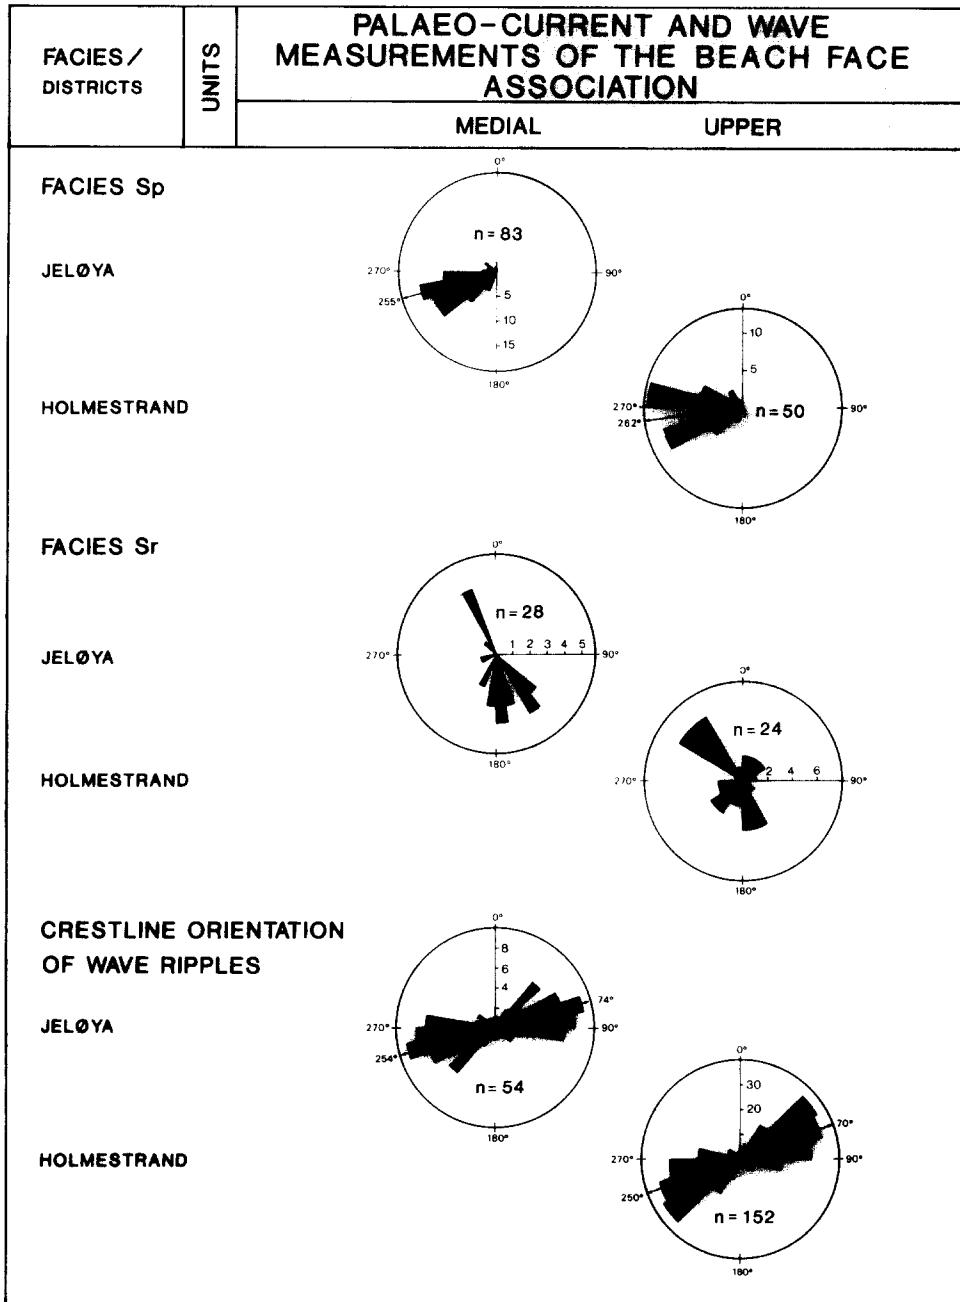 FACIES/
DISTRICTS
UNITS
PALAEO-CURRENT AND WAVE
MEASUREMENTS OF THE BEACH FACE
ASSOCIATION
MEDIAL UPPER
FACIES Sp
JELØYA
0°
n=83
270° 90°
255°
5
10
15
180°
HOLMESTRAND
0°
10
5
270° n=50 90°
262°
180°
FACIES Sr
JELØYA
0°
n=28
1 2 3 4 5
270° 90°
180°
HOLMESTRAND
0°
n=24
2 4 6
270° 90°
180°
CRESTLINE ORIENTATION
OF WAVE RIPPLES
JELØYA
0°
8
6
4
74°
270° 90°
254°
n=54
180°
HOLMESTRAND
0°
30
20
70°
270° 90°
250°
n=152
180°